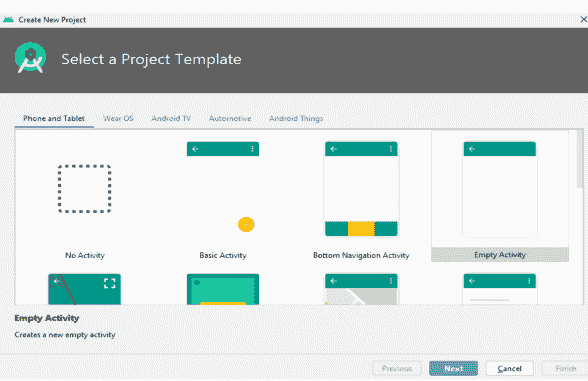 Create New Project
Select a Project Template
Phone and Tablet Wear OS Android TV Automotive Android Things
No Activity Basic Activity Bottom Navigation Activity Empty Activity
Empty Activity
Creates a new empty activity
Previous Next Cancel Finish